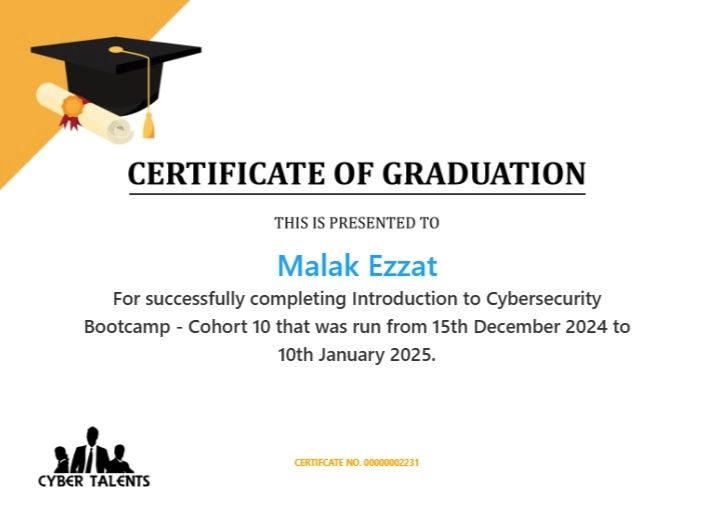 CERTIFICATE OF GRADUATION
THIS IS PRESENTED TO
Malak Ezzat
For successfully completing Introduction to Cybersecurity
Bootcamp - Cohort 10 that was run from 15th December 2024 to
10th January 2025.
CERTIFCATE NO. 00000002231
CYBER TALENTS